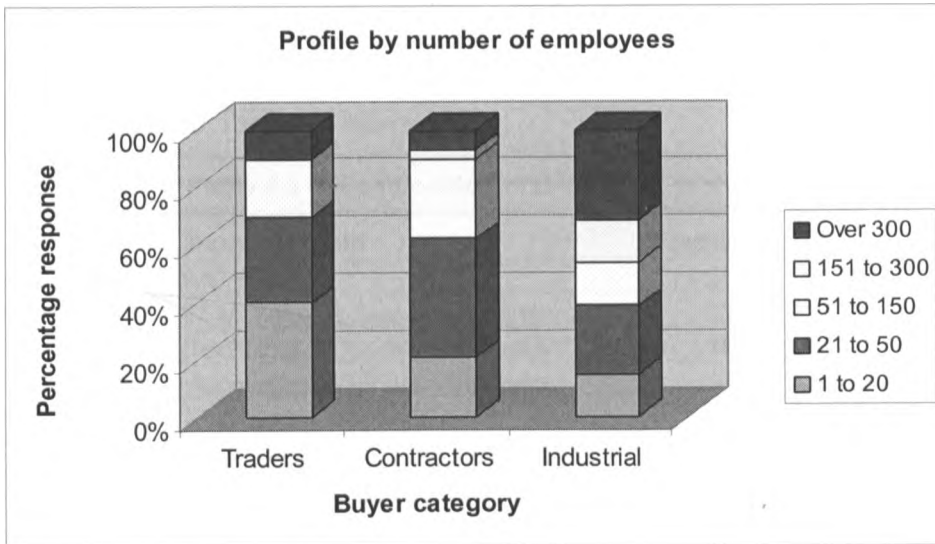 Profile by number of employees
100%
80%
60%
40%
20%
0%
Percentage response
Traders
Contractors
Industrial
Buyer category
Over 300
151 to 300
51 to 150
21 to 50
1 to 20